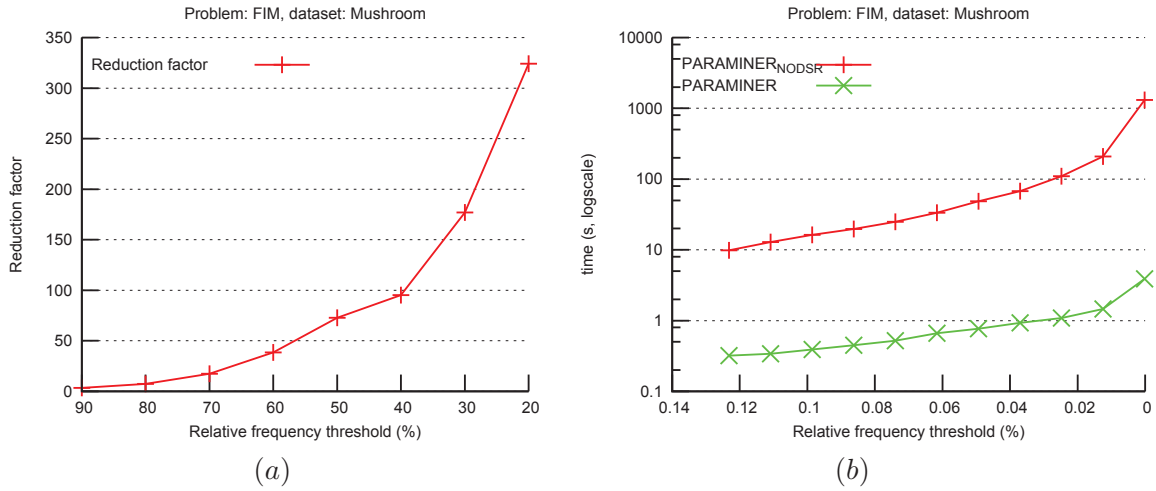 Problem: FIM, dataset: Mushroom
350
300
250
200
150
100
50
0
Reduction factor
Reduction factor
90 80 70 60 50 40 30 20
Relative frequency threshold (%)
(a)
Problem: FIM, dataset: Mushroom
10000
1000
100
10
1
0.1
time (s, logscale)
PARAMINER_NODSR
PARAMINER
0.14 0.12 0.1 0.08 0.06 0.04 0.02 0
Relative frequency threshold (%)
(b)